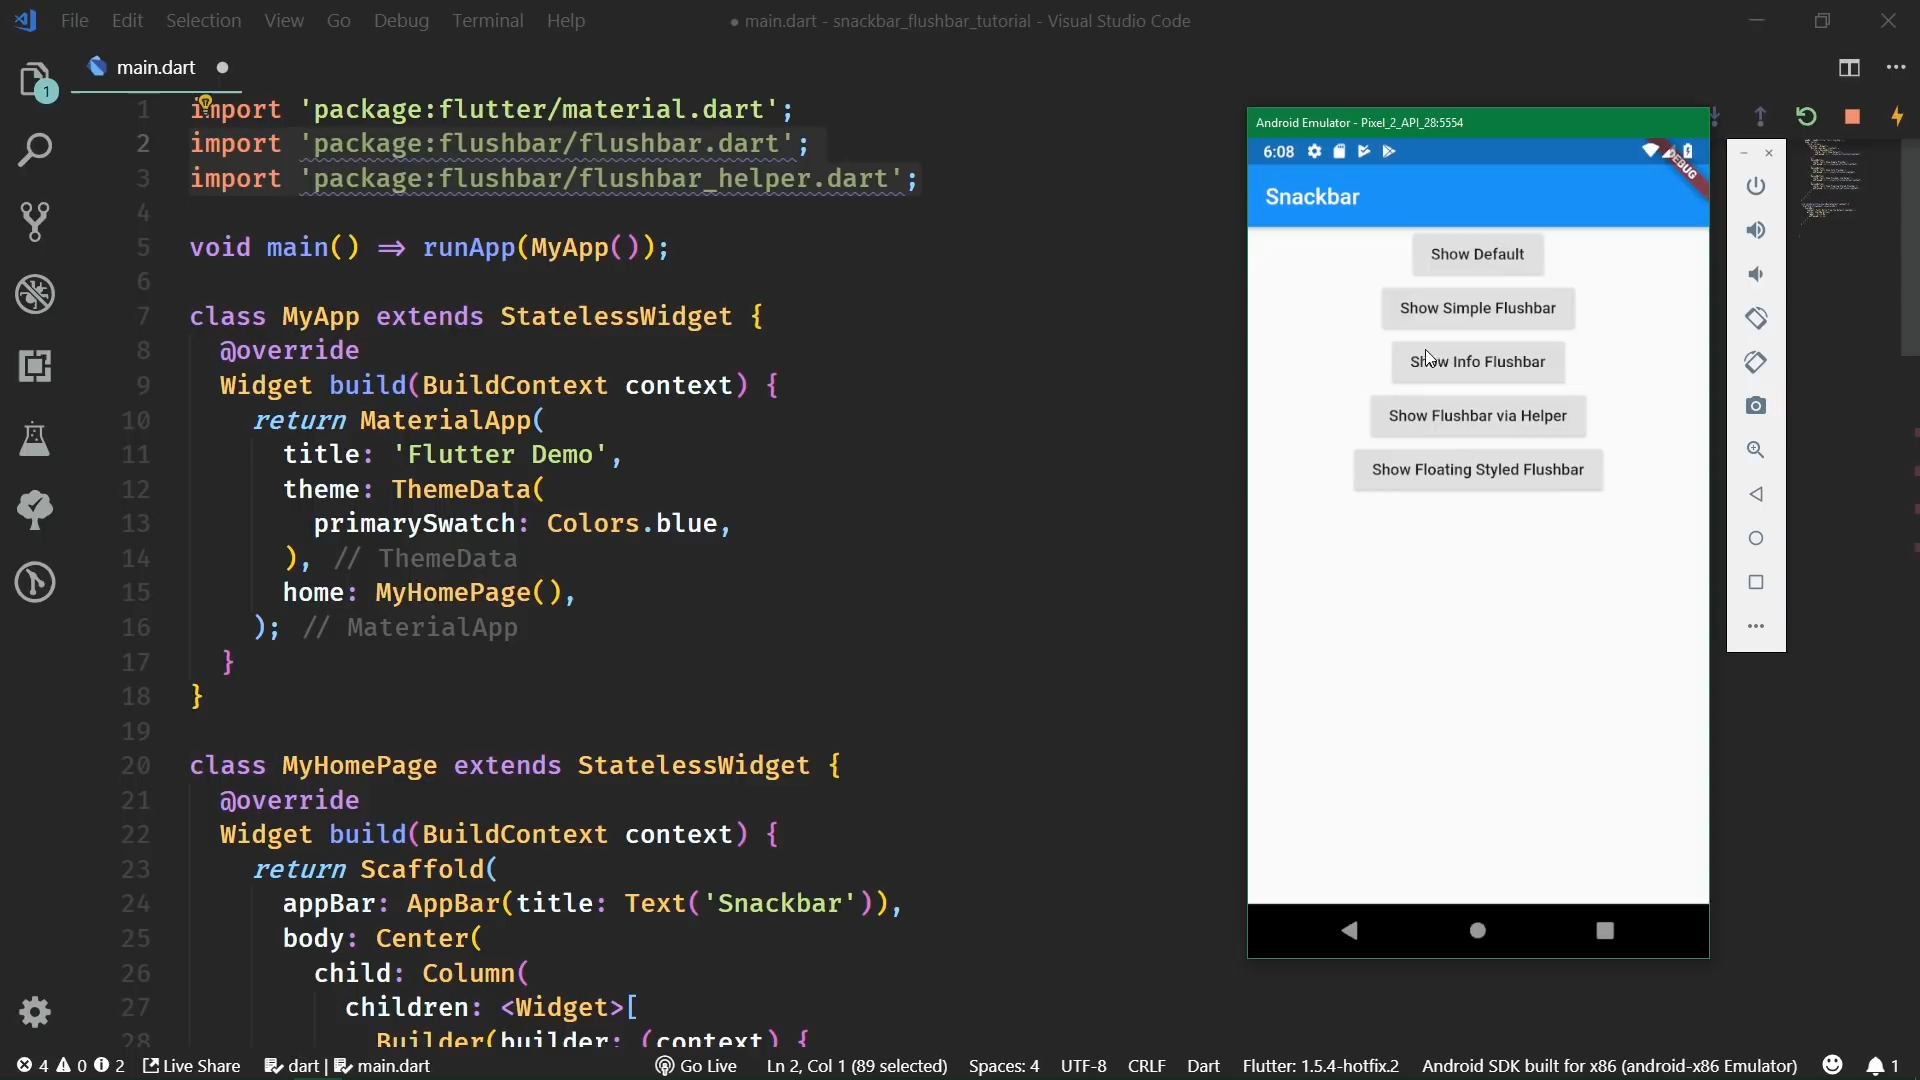 File Edit Selection View Go Debug Terminal Help
● main.dart - snackbar_flushbar_tutorial - Visual Studio Code
main.dart ●
1
1 import 'package:flutter/material.dart';
2 import 'package:flushbar/flushbar.dart';
3 import 'package:flushbar/flushbar_helper.dart';
4
5 void main() => runApp(MyApp());
6
7 class MyApp extends StatelessWidget {
8 @override
9 Widget build(BuildContext context) {
10 return MaterialApp(
11 title: 'Flutter Demo',
12 theme: ThemeData(
13 primarySwatch: Colors.blue,
14 ), // ThemeData
15 home: MyHomePage(),
16 ); // MaterialApp
17 }
18 }
19
20 class MyHomePage extends StatelessWidget {
21 @override
22 Widget build(BuildContext context) {
23 return Scaffold(
24 appBar: AppBar(title: Text('Snackbar')),
25 body: Center(
26 child: Column(
27 children: <Widget>[
28 Builder(builder: (context) {
Android Emulator - Pixel_2_API_28:5554
6:08
DEBUG
Snackbar
Show Default
Show Simple Flushbar
Show Info Flushbar
Show Flushbar via Helper
Show Floating Styled Flushbar
4 0 2 Live Share dart | main.dart Go Live Ln 2, Col 1 (89 selected) Spaces: 4 UTF-8 CRLF Dart Flutter: 1.5.4-hotfix.2 Android SDK built for x86 (android-x86 Emulator) 1